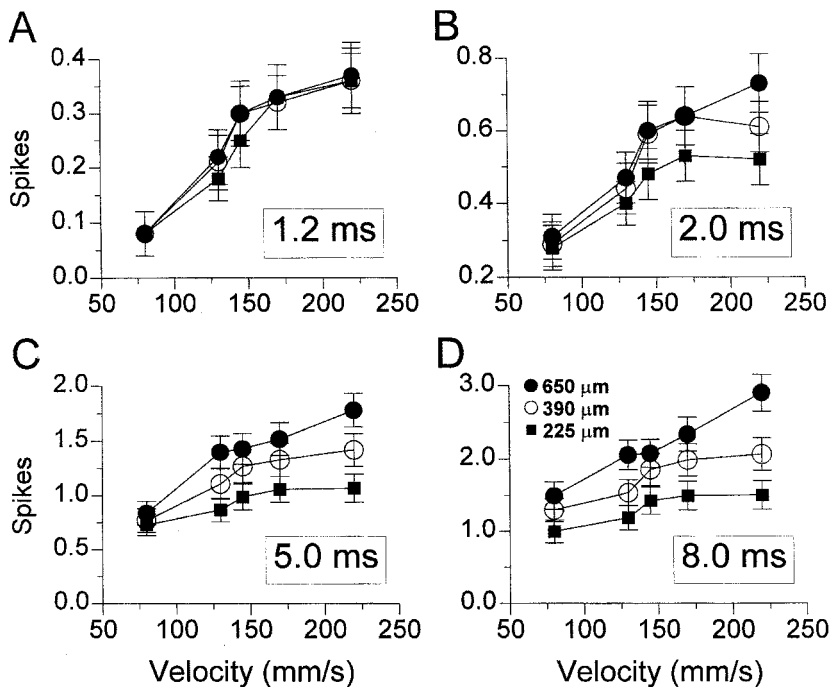 A
B
Spikes
0.4
0.3
0.2
0.1
0.0
1.2 ms
50 100 150 200 250
0.8
0.6
0.4
0.2
2.0 ms
50 100 150 200 250
C
D
Spikes
2.0
1.5
1.0
0.5
0.0
5.0 ms
50 100 150 200 250
Velocity (mm/s)
3.0
2.0
1.0
0.0
650 μm
390 μm
225 μm
8.0 ms
50 100 150 200 250
Velocity (mm/s)